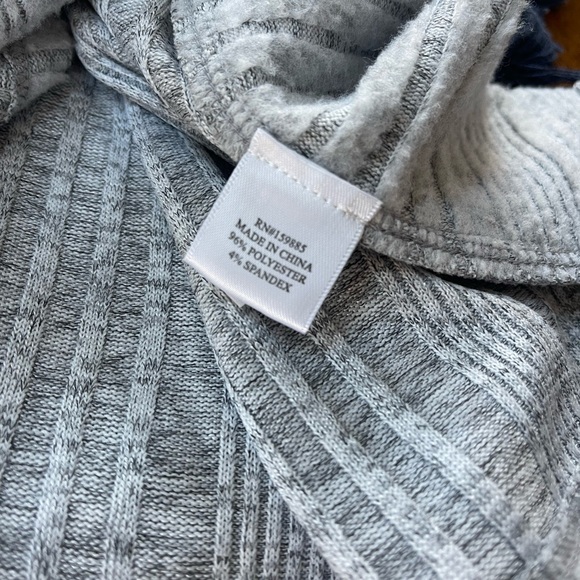 RN#159885
MADE IN CHINA
96% POLYESTER
4% SPANDEX